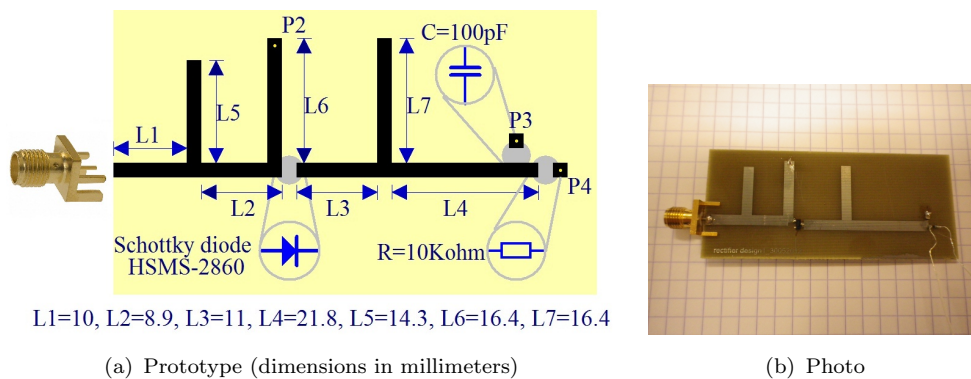 P2
C=100pF
L5
L6
L7
L1
P3
P4
L2
L3
L4
Schottky diode
HSMS-2860
R=10Kohm
L1=10, L2=8.9, L3=11, L4=21.8, L5=14.3, L6=16.4, L7=16.4
rectifier design
(a) Prototype (dimensions in millimeters)
(b) Photo